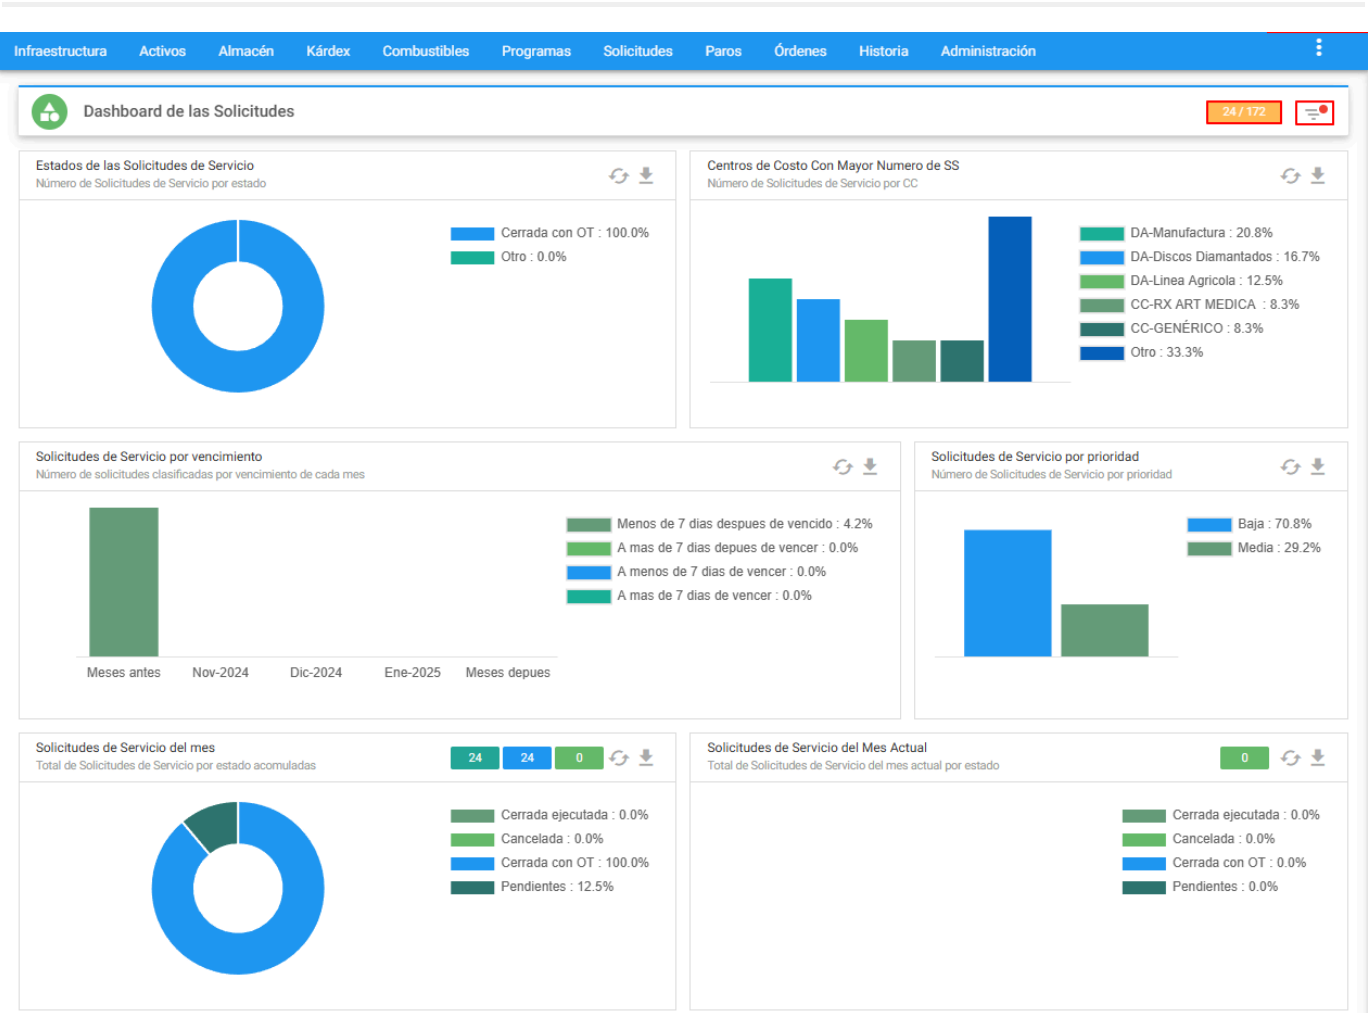 Infraestructura Activos Almacén Kárdex Combustibles Programas Solicitudes Paros Órdenes Historia Administración
Dashboard de las Solicitudes
24 / 172
Estados de las Solicitudes de Servicio
Número de Solicitudes de Servicio por estado
Cerrada con OT : 100.0%
Otro : 0.0%
Centros de Costo Con Mayor Numero de SS
Número de Solicitudes de Servicio por CC
DA-Manufactura : 20.8%
DA-Discos Diamantados : 16.7%
DA-Linea Agricola : 12.5%
CC-RX ART MEDICA : 8.3%
CC-GENÉRICO : 8.3%
Otro : 33.3%
Solicitudes de Servicio por vencimiento
Número de solicitudes clasificadas por vencimiento de cada mes
Menos de 7 dias despues de vencido : 4.2%
A mas de 7 dias depues de vencer : 0.0%
A menos de 7 dias de vencer : 0.0%
A mas de 7 dias de vencer : 0.0%
Meses antes Nov-2024 Dic-2024 Ene-2025 Meses depues
Solicitudes de Servicio por prioridad
Número de Solicitudes de Servicio por prioridad
Baja : 70.8%
Media : 29.2%
Solicitudes de Servicio del mes
Total de Solicitudes de Servicio por estado acomuladas
24 24 0
Cerrada ejecutada : 0.0%
Cancelada : 0.0%
Cerrada con OT : 100.0%
Pendientes : 12.5%
Solicitudes de Servicio del Mes Actual
Total de Solicitudes de Servicio del mes actual por estado
0
Cerrada ejecutada : 0.0%
Cancelada : 0.0%
Cerrada con OT : 0.0%
Pendientes : 0.0%